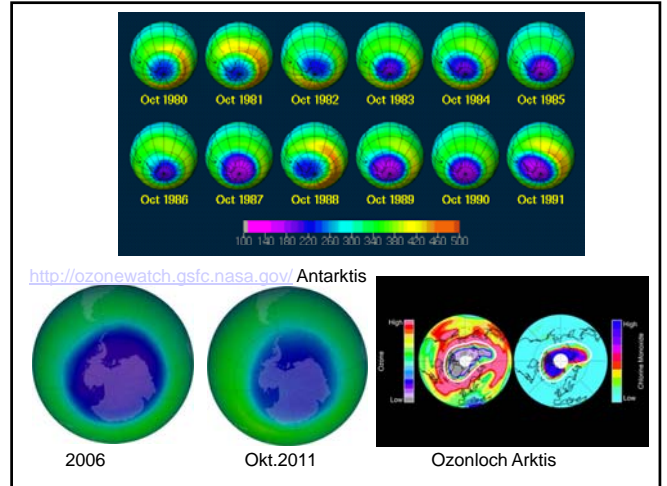 Oct 1980 Oct 1981 Oct 1982 Oct 1983 Oct 1984 Oct 1985
Oct 1986 Oct 1987 Oct 1988 Oct 1989 Oct 1990 Oct 1991
100 140 180 220 260 300 340 380 420 460 500
http://ozonewatch.gsfc.nasa.gov/ Antarktis
High Ozone Low
High Chlorine Monoxide Low
2006 Okt.2011 Ozonloch Arktis